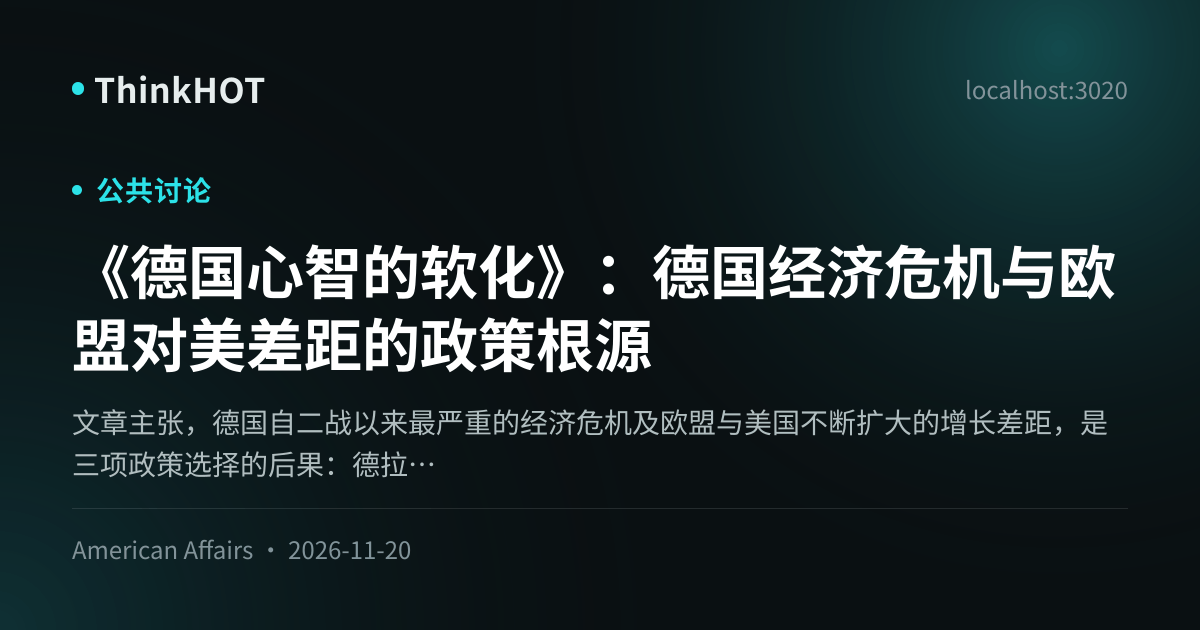 ThinkHOT
localhost:3020
公共讨论
《德国心智的软化》：德国经济危机与欧
盟对美差距的政策根源
文章主张，德国自二战以来最严重的经济危机及欧盟与美国不断扩大的增长差距，是
三项政策选择的后果：德拉…
American Affairs · 2026-11-20